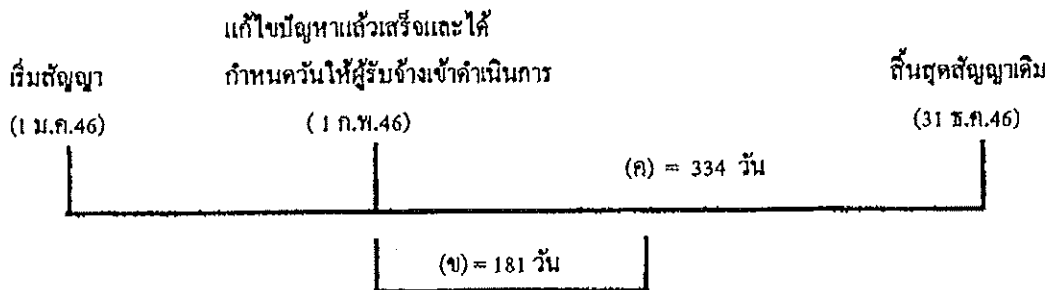 แก้ไขปัญหาแล้วเสร็จและได้
เริ่มสัญญา กำหนดวันให้ผู้รับจ้างเข้าดำเนินการ สิ้นสุดสัญญาเดิม
(1 ม.ค.46) ( 1 ก.พ.46) (31 ธ.ค.46)
(ค) = 334 วัน
(ข) = 181 วัน